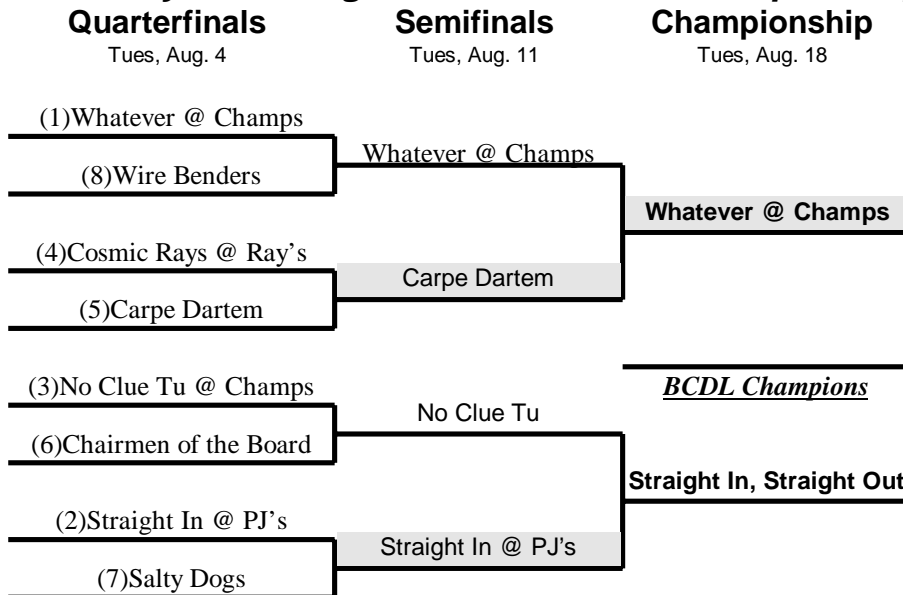 Quarterfinals Semifinals Championship
Tues, Aug. 4 Tues, Aug. 11 Tues, Aug. 18
(1)Whatever @ Champs
Whatever @ Champs
(8)Wire Benders
Whatever @ Champs
(4)Cosmic Rays @ Ray's
Carpe Dartem
(5)Carpe Dartem
(3)No Clue Tu @ Champs
BCDL Champions
No Clue Tu
(6)Chairmen of the Board
Straight In, Straight Out
(2)Straight In @ PJ's
Straight In @ PJ's
(7)Salty Dogs